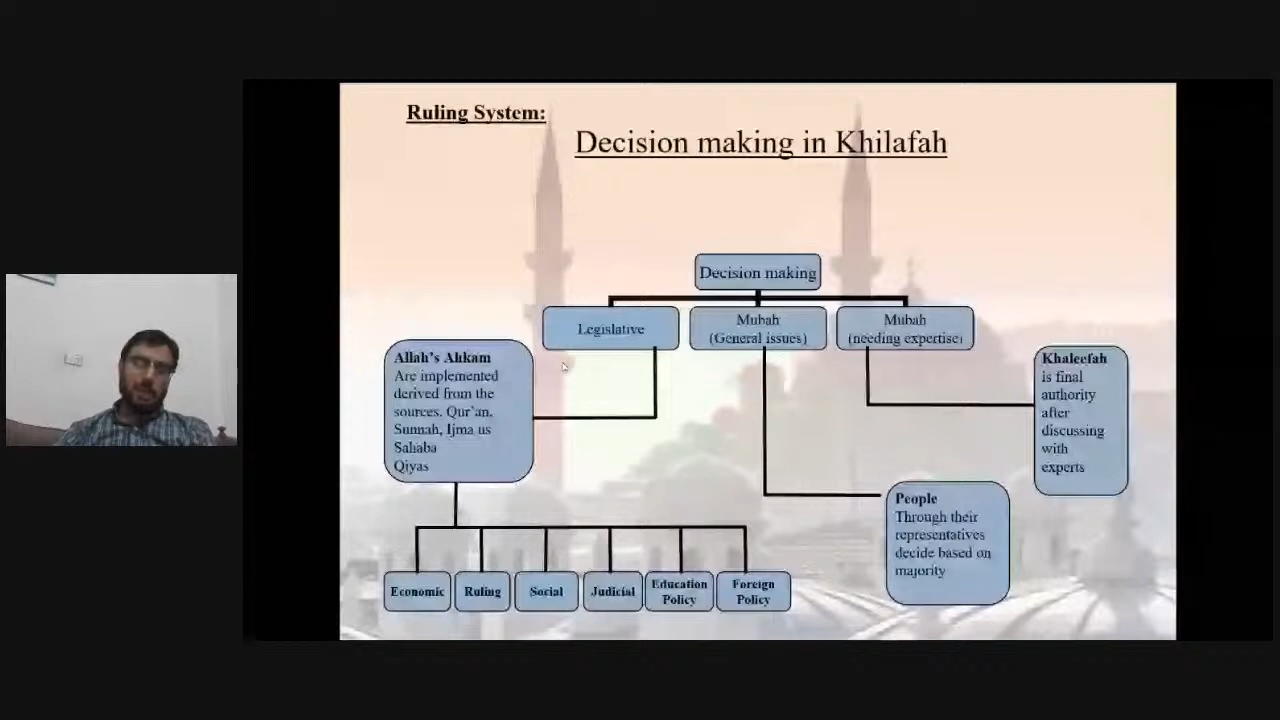 Ruling System:
Decision making in Khilafah
Decision making
Legislative
Mubah
(General issues)
Mubah
(needing expertise)
Allah's Ahkam
Are implemented
derived from the
sources. Qur'an,
Sunnah, Ijma us
Sahaba
Qiyas
Khaleefah
is final
authority
after
discussing
with
experts
People
Through their
representatives
decide based on
majority
Economic
Ruling
Social
Judicial
Education
Policy
Foreign
Policy